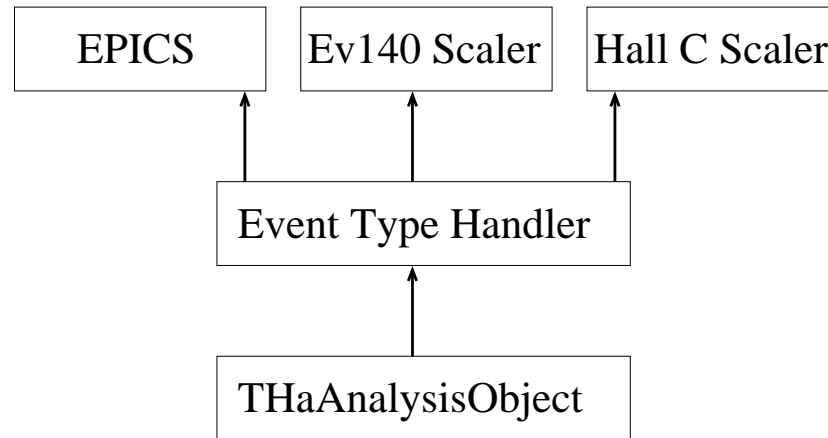 EPICS
Ev140 Scaler
Hall C Scaler
Event Type Handler
THaAnalysisObject